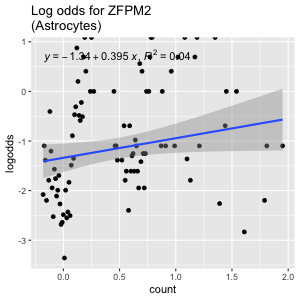 Log odds for ZFPM2
(Astrocytes)
y = −1.34 + 0.395 x, R² = 0.04
1
0
-1
-2
-3
logodds
0.0 0.5 1.0 1.5 2.0
count